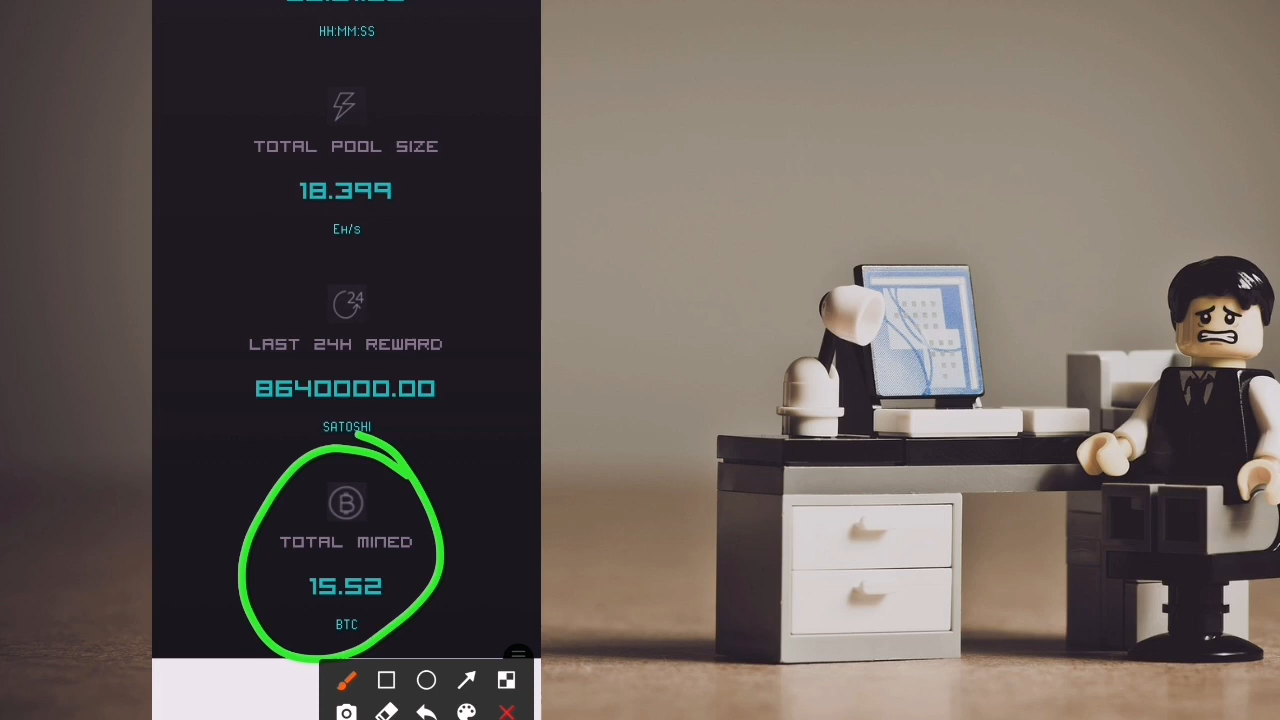 HH:MM:SS
TOTAL POOL SIZE
18.399
EH/s
24
LAST 24H REWARD
8640000.00
SATOSHI
TOTAL MINED
15.52
BTC